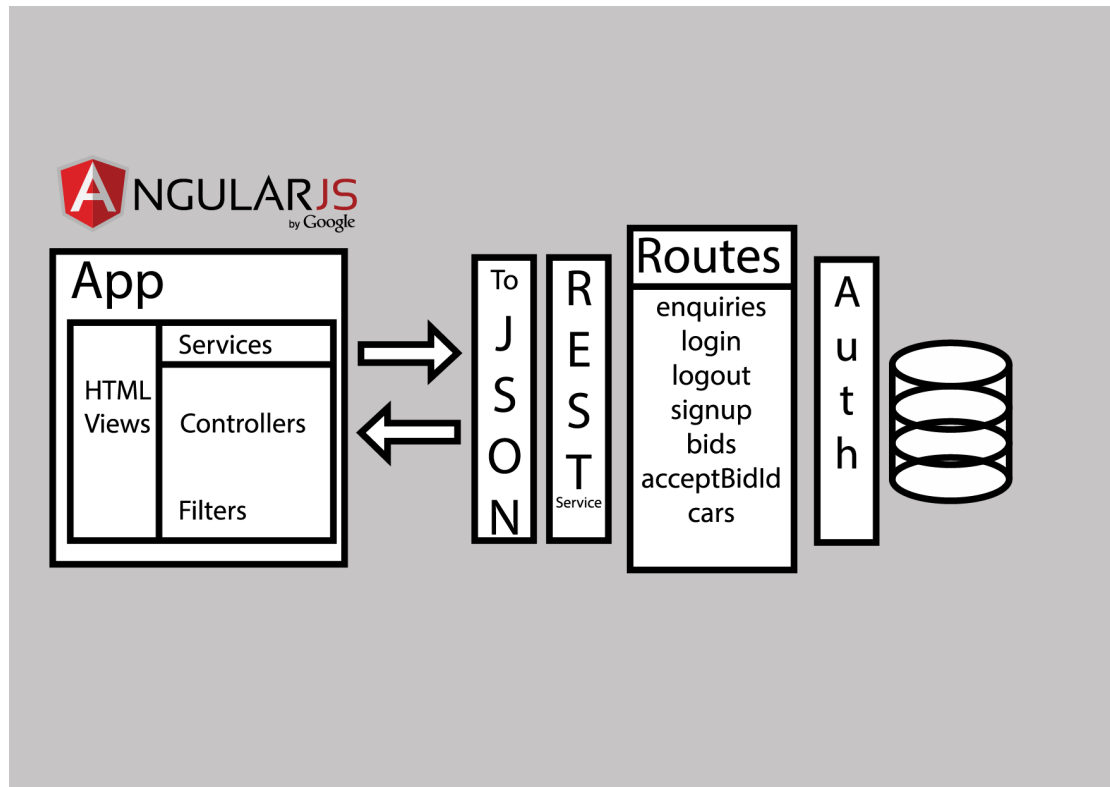 ANGULARJS
by Google
App
HTML
Views
Services
Controllers
Filters
To
J
S
O
N
R
E
S
T
Service
Routes
enquiries
login
logout
signup
bids
acceptBidId
cars
A
u
t
h